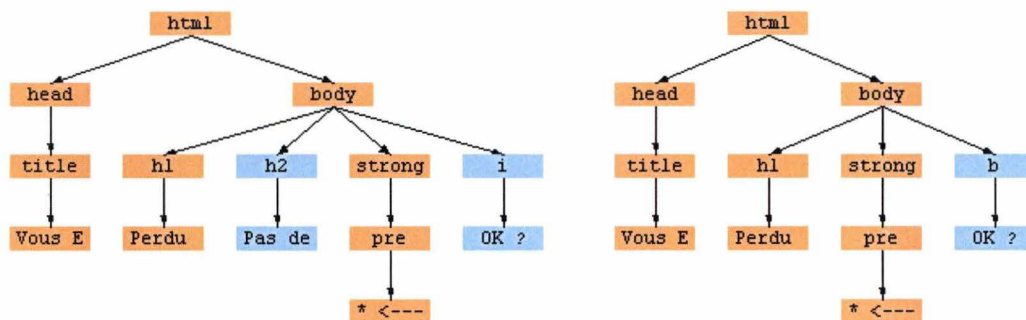 html
head body
title h1 h2 strong i
Vous E Perdu Pas de pre OK ?
* <---
html
head body
title h1 strong b
Vous E Perdu pre OK ?
* <---